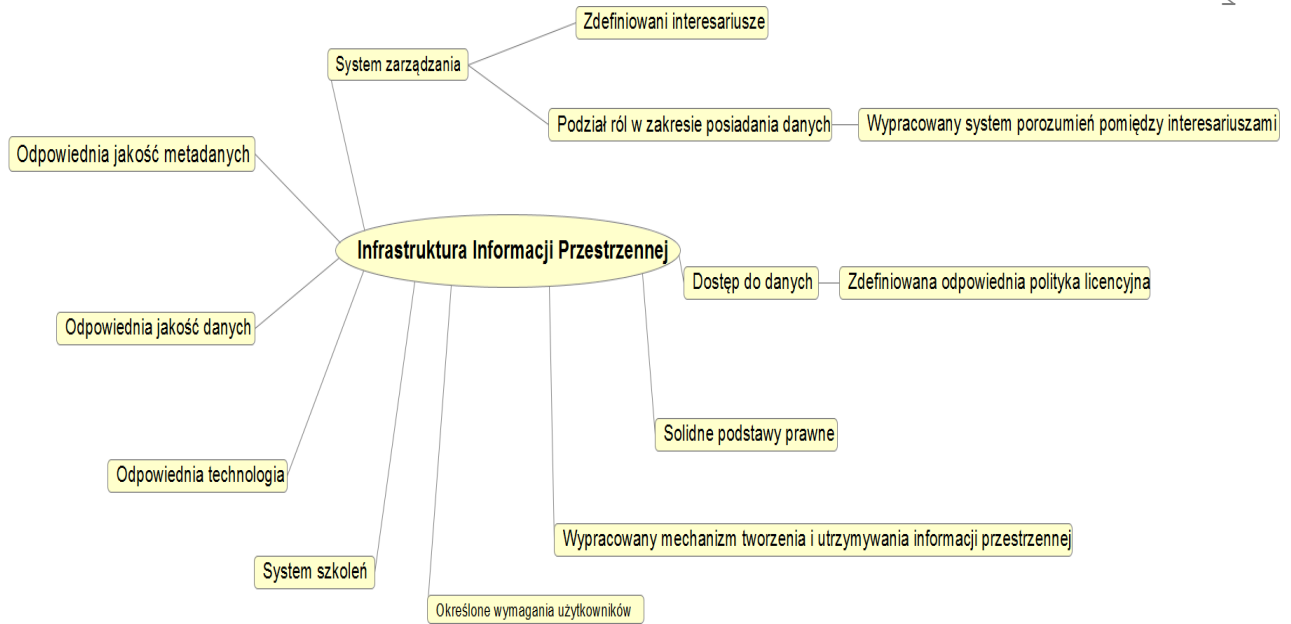 Zdefiniowani interesariusze
System zarządzania
Podział ról w zakresie posiadania danych
Wypracowany system porozumień pomiędzy interesariuszami
Odpowiednia jakość metadanych
Infrastruktura Informacji Przestrzennej
Dostęp do danych
Zdefiniowana odpowiednia polityka licencyjna
Odpowiednia jakość danych
Solidne podstawy prawne
Odpowiednia technologia
Wypracowany mechanizm tworzenia i utrzymywania informacji przestrzennej
System szkoleń
Określone wymagania użytkowników